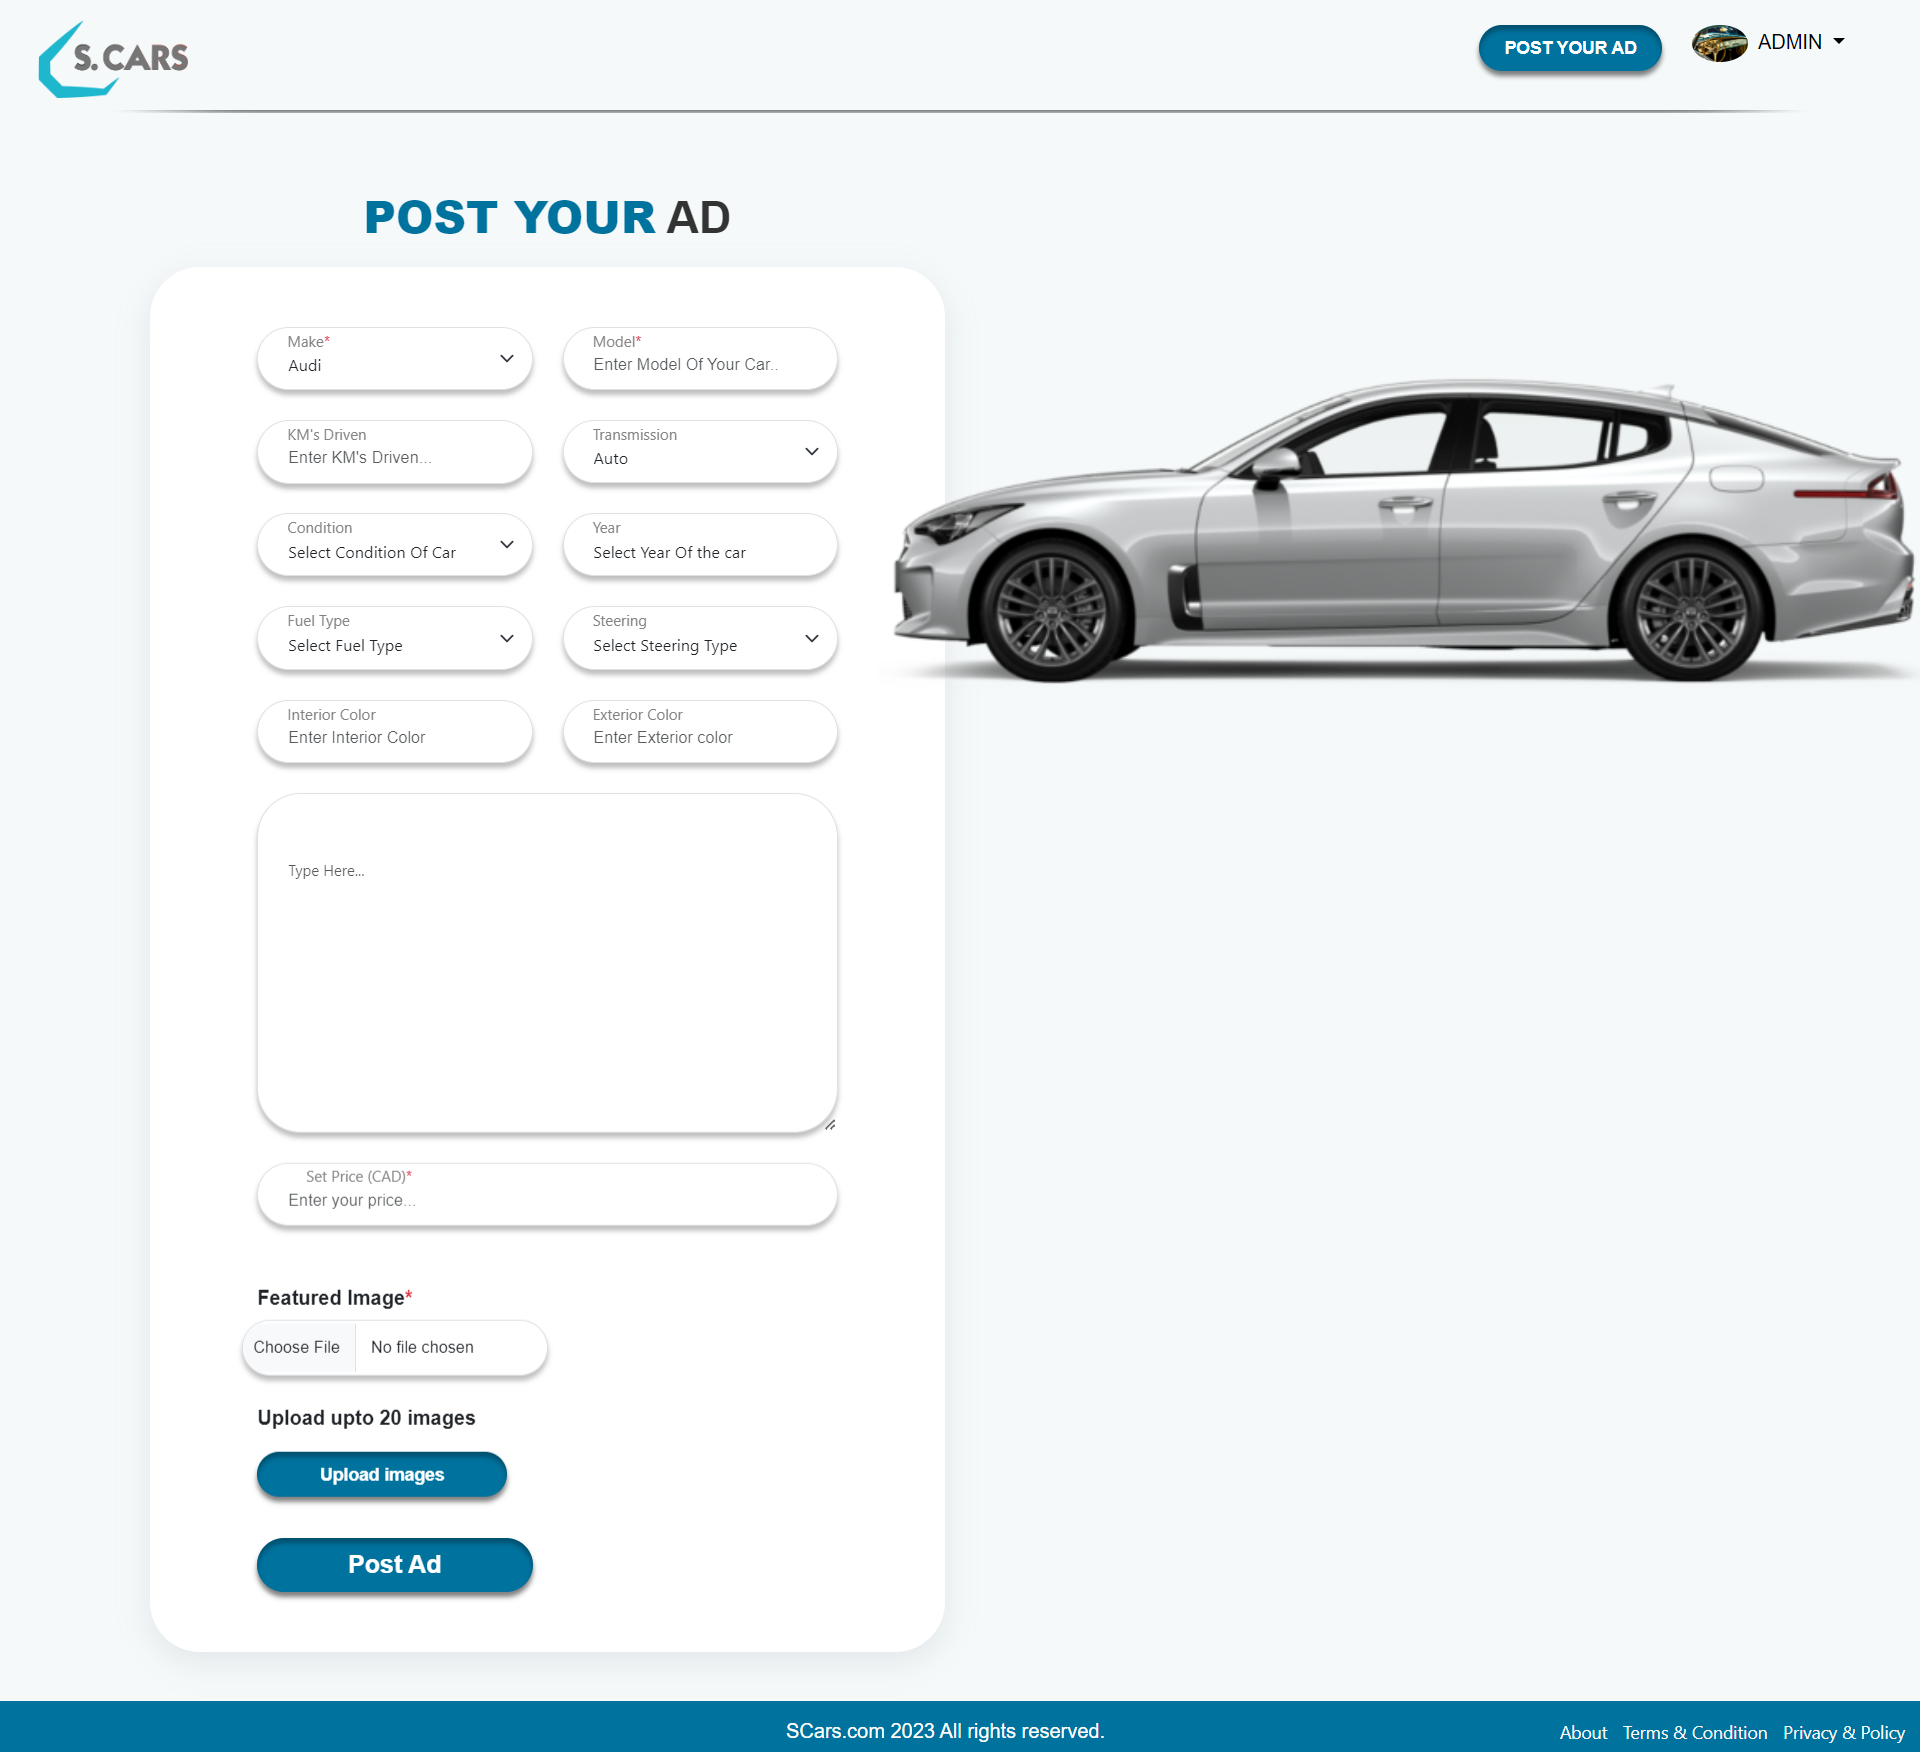 S. CARS
POST YOUR AD
ADMIN
POST YOUR AD
Make*
Audi
Model*
Enter Model Of Your Car..
KM's Driven
Enter KM's Driven...
Transmission
Auto
Condition
Select Condition Of Car
Year
Select Year Of the car
Fuel Type
Select Fuel Type
Steering
Select Steering Type
Interior Color
Enter Interior Color
Exterior Color
Enter Exterior color
Type Here...
Set Price (CAD)*
Enter your price...
Featured Image*
Choose File
No file chosen
Upload upto 20 images
Upload images
Post Ad
SCars.com 2023 All rights reserved.
About
Terms & Condition
Privacy & Policy